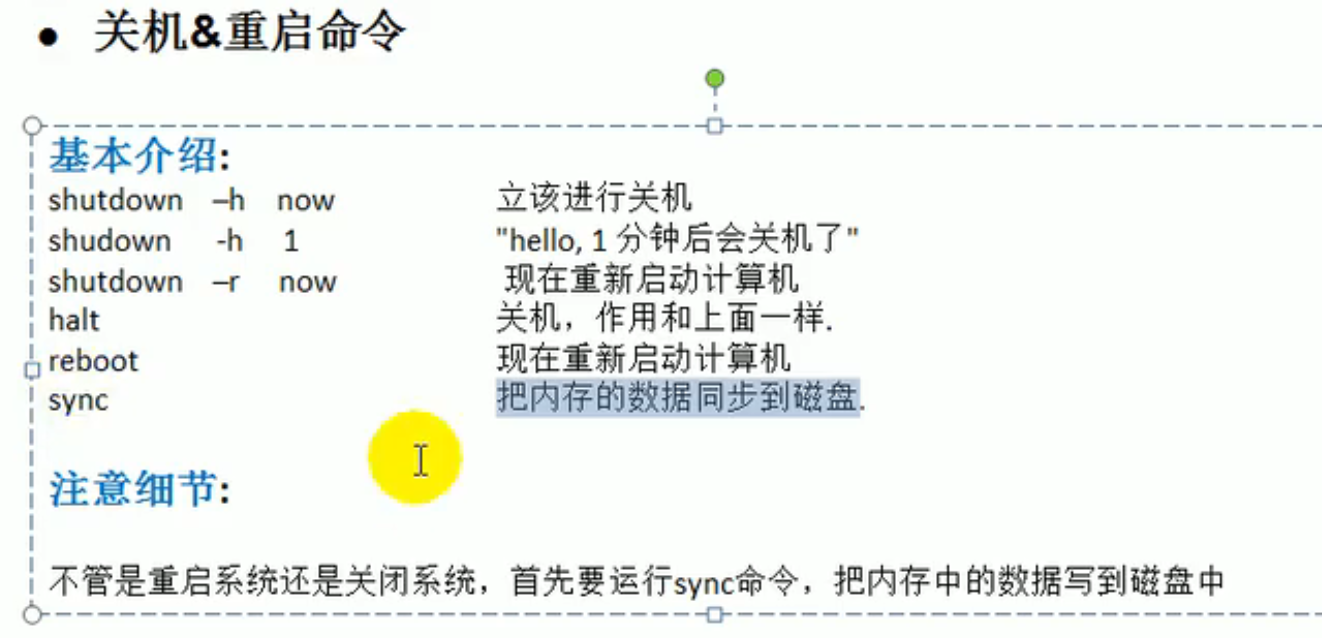 ● 关机&重启命令
基本介绍:
shutdown –h now 立该进行关机
shudown -h 1 "hello, 1 分钟后会关机了"
shutdown –r now 现在重新启动计算机
halt 关机，作用和上面一样.
reboot 现在重新启动计算机
sync 把内存的数据同步到磁盘.
注意细节:
不管是重启系统还是关闭系统，首先要运行sync命令，把内存中的数据写到磁盘中